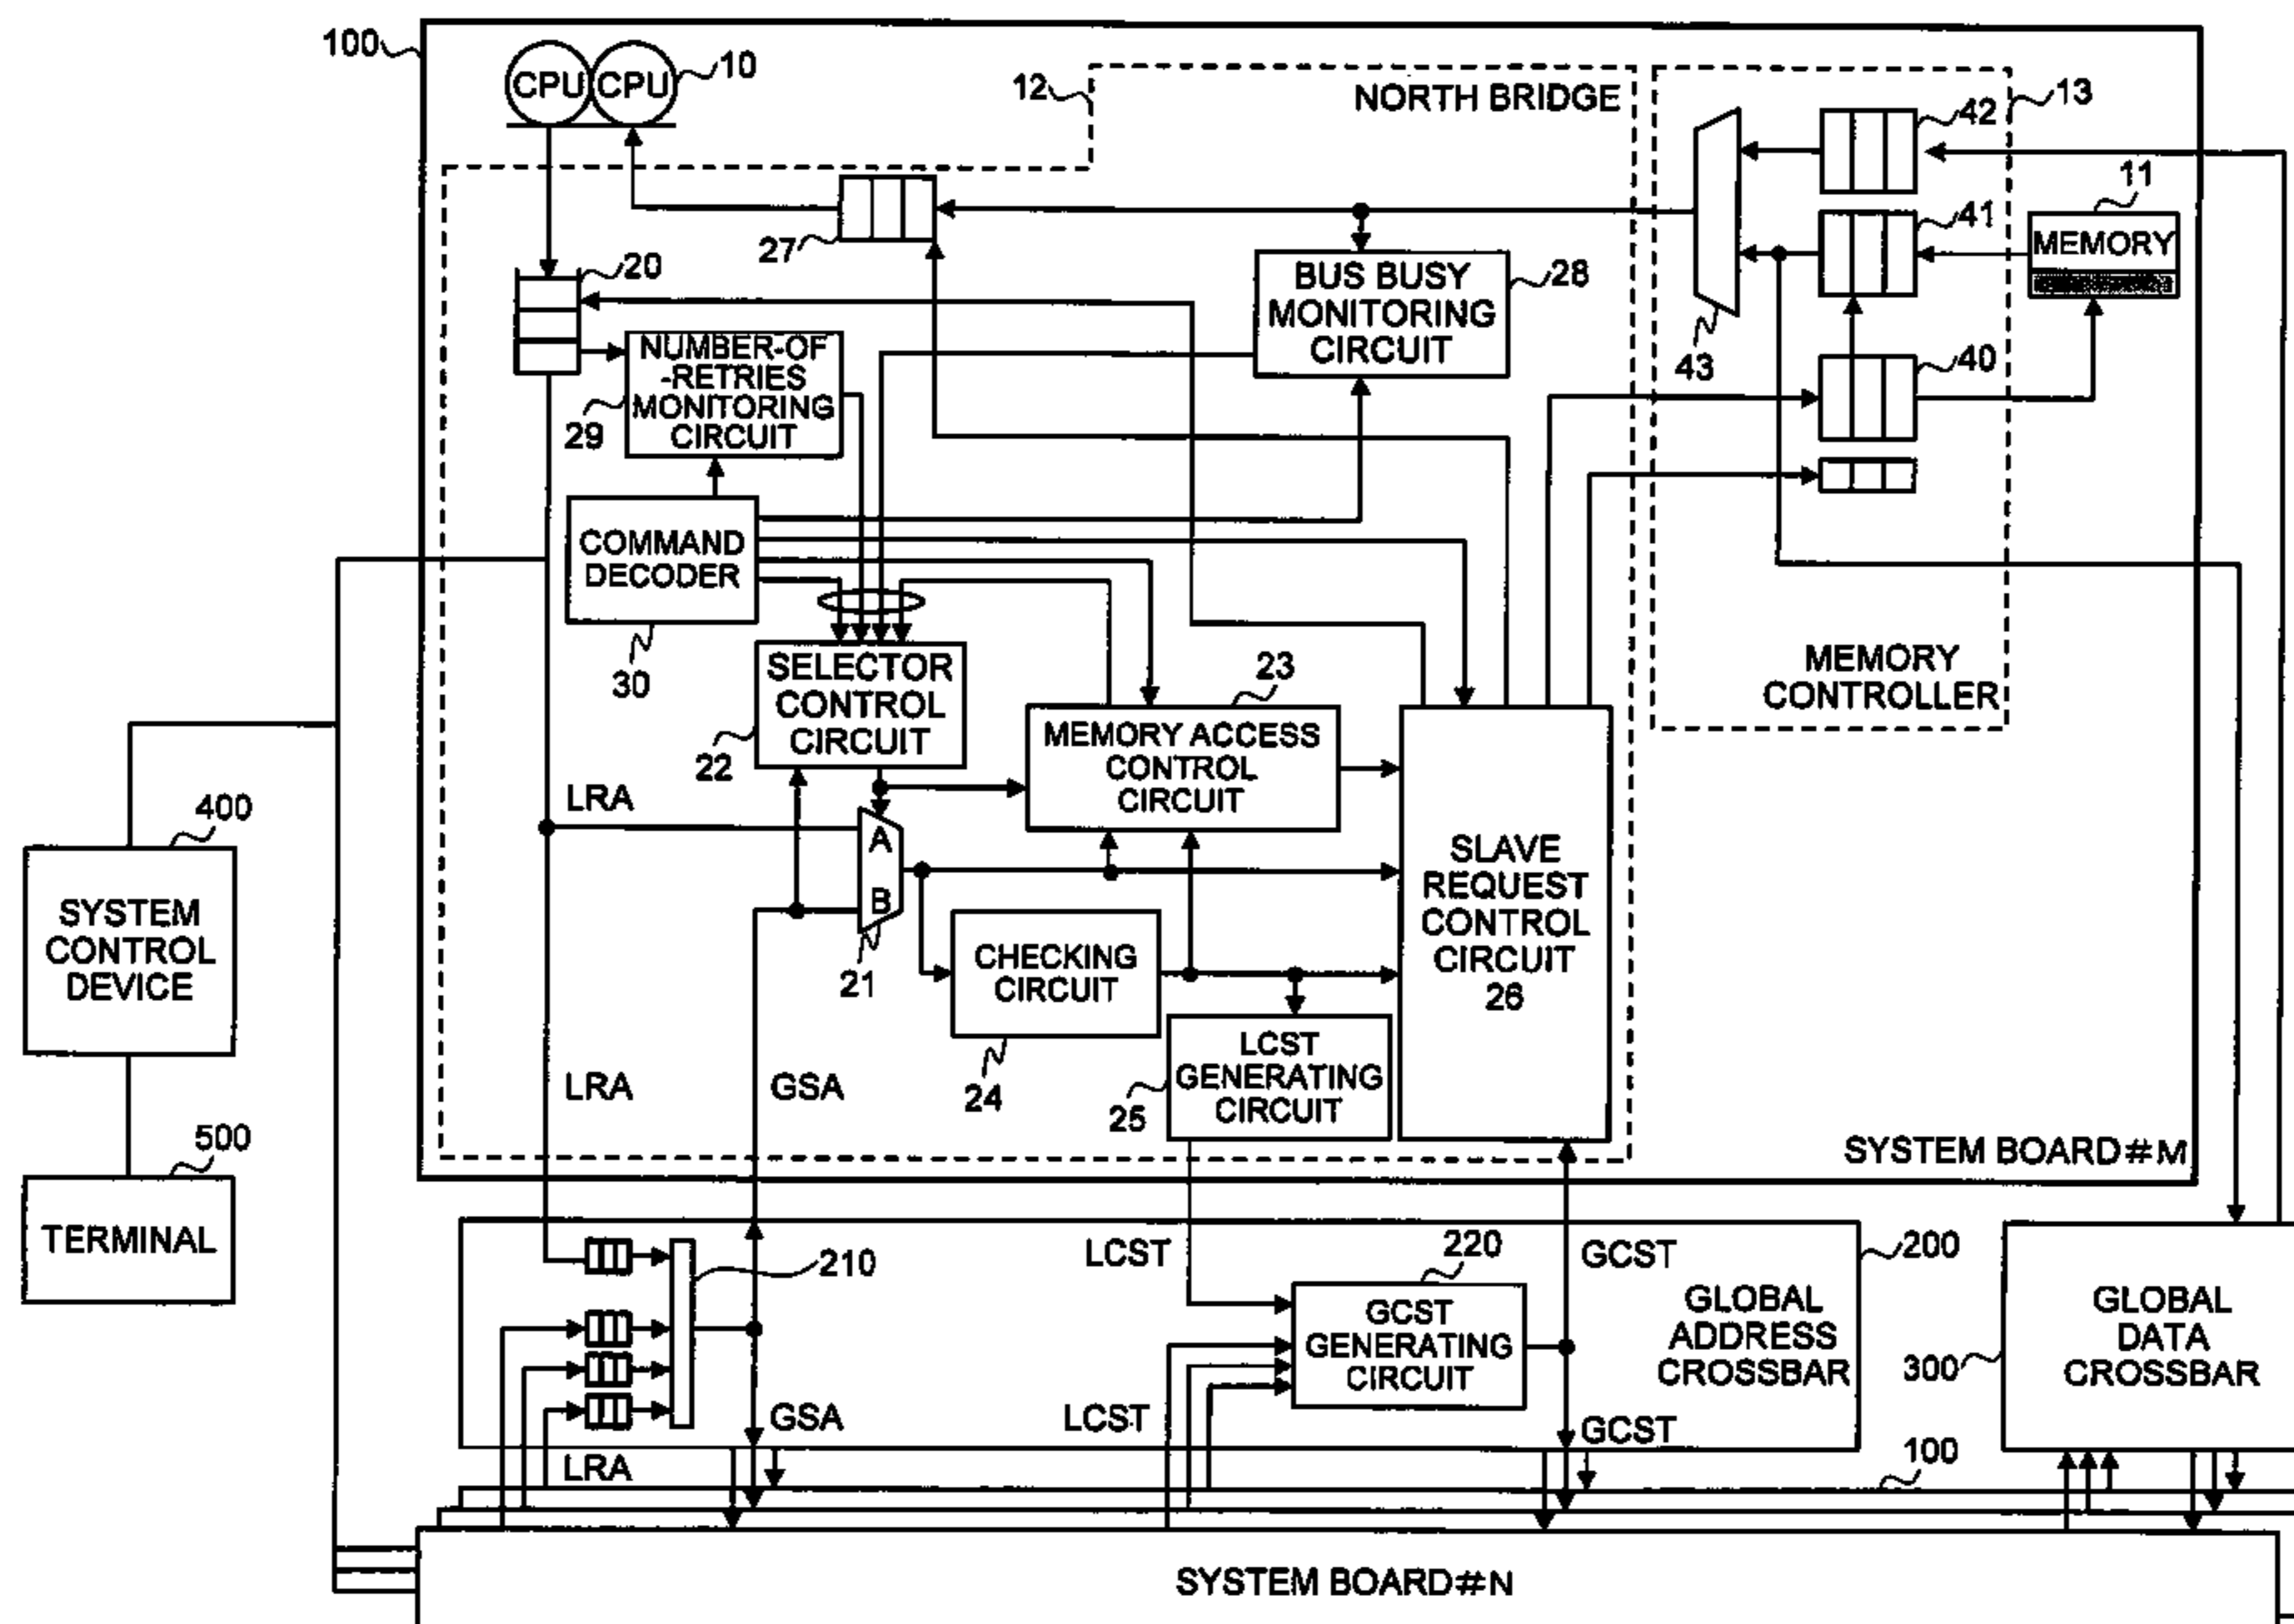 100
CPU
CPU
10
12
NORTH BRIDGE
13
42
11
41
MEMORY
27
20
BUS BUSY
MONITORING
CIRCUIT
28
43
40
NUMBER-OF
-RETRIES
MONITORING
CIRCUIT
29
COMMAND
DECODER
30
SELECTOR
CONTROL
CIRCUIT
22
23
MEMORY ACCESS
CONTROL
CIRCUIT
MEMORY
CONTROLLER
LRA
A
B
21
SLAVE
REQUEST
CONTROL
CIRCUIT
26
400
SYSTEM
CONTROL
DEVICE
CHECKING
CIRCUIT
24
LCST
GENERATING
CIRCUIT
25
LRA
GSA
500
TERMINAL
SYSTEM BOARD#M
210
LCST
220
GCST
200
GCST
GENERATING
CIRCUIT
GLOBAL
ADDRESS
CROSSBAR
300
GLOBAL
DATA
CROSSBAR
GSA
LCST
GCST
LRA
100
SYSTEM BOARD#N